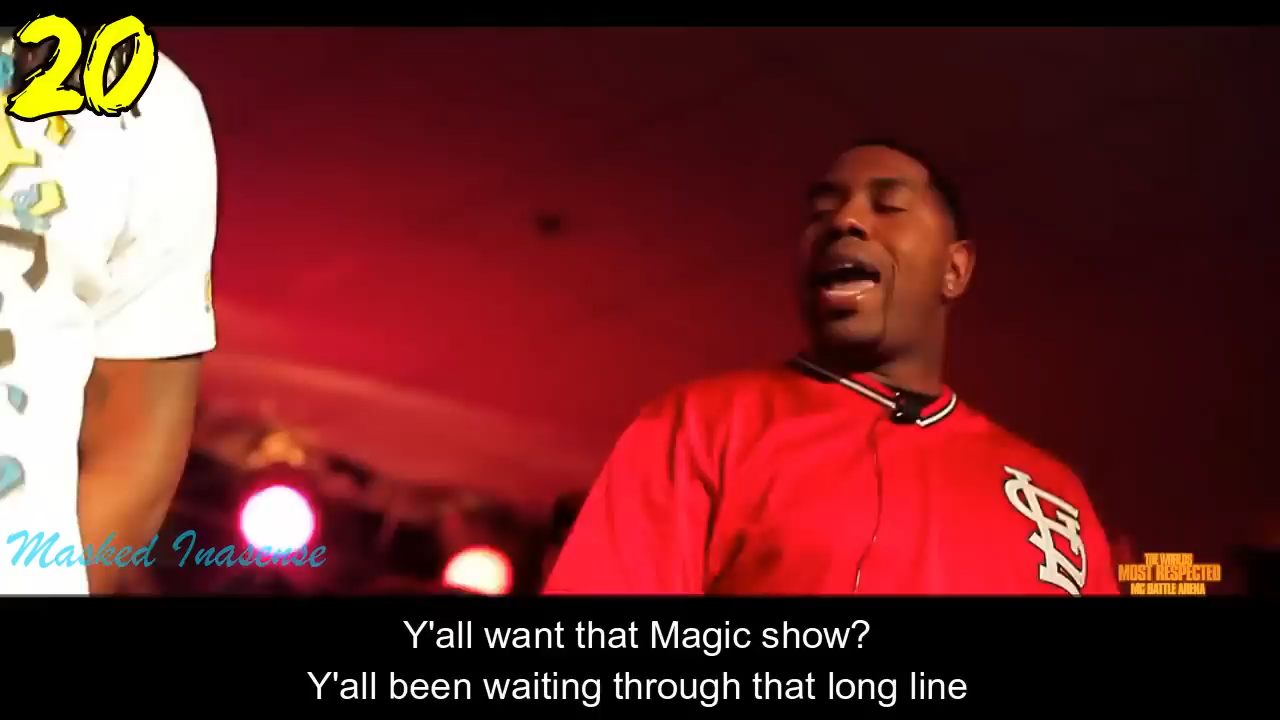 20
Masked Inasense
THE WORLDS
MOST RESPECTED
MC BATTLE ARENA
Y'all want that Magic show?
Y'all been waiting through that long line